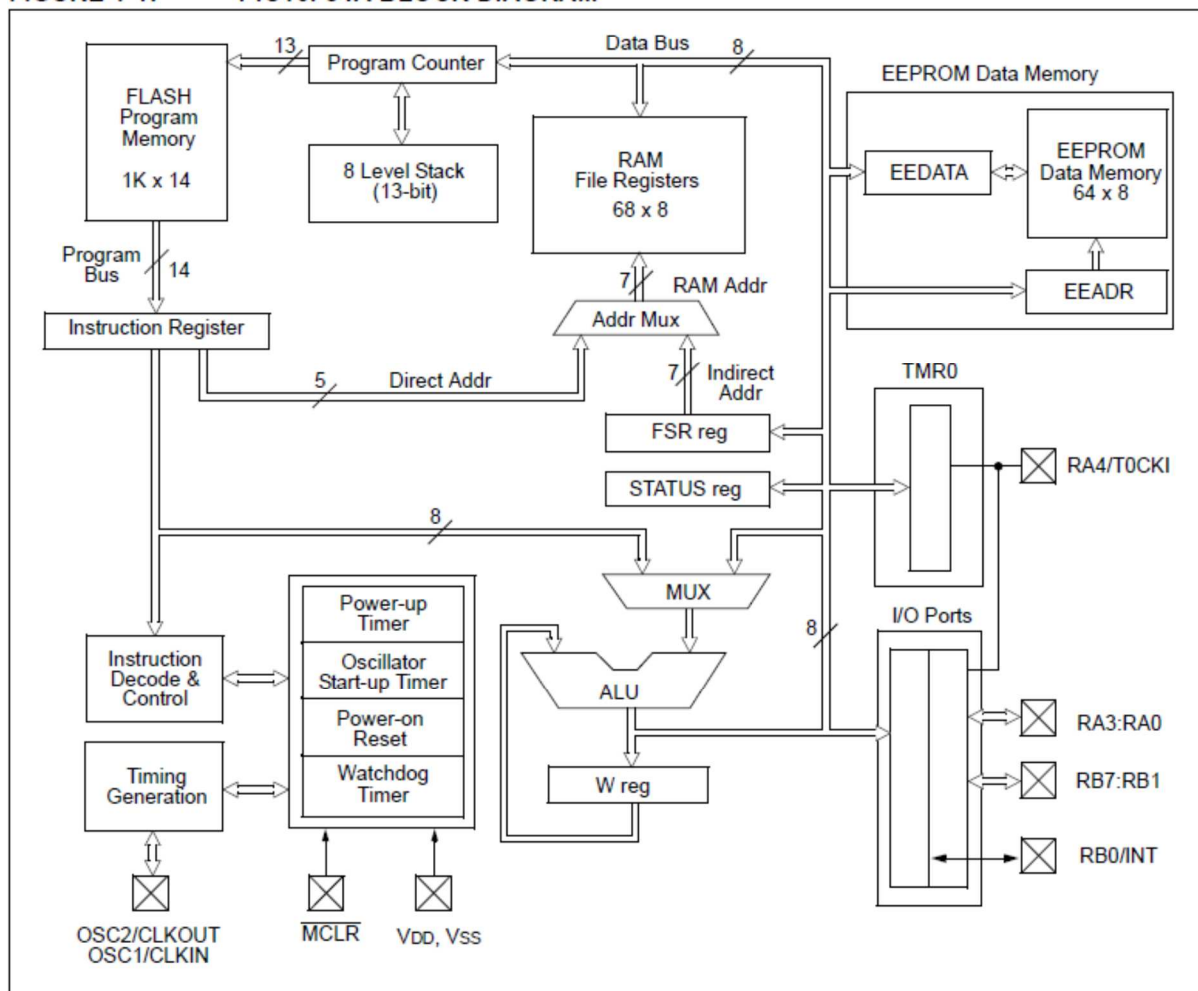 13
Program Counter
Data Bus
8
EEPROM Data Memory
FLASH
Program
Memory
1K x 14
8 Level Stack
(13-bit)
RAM
File Registers
68 x 8
EEDATA
EEPROM
Data Memory
64 x 8
EEADR
Program
Bus
14
7
RAM Addr
Addr Mux
Instruction Register
5
Direct Addr
7
Indirect
Addr
FSR reg
STATUS reg
TMR0
RA4/T0CKI
8
MUX
8
I/O Ports
Power-up
Timer
Oscillator
Start-up Timer
Power-on
Reset
Watchdog
Timer
Instruction
Decode &
Control
Timing
Generation
ALU
W reg
RA3:RA0
RB7:RB1
RB0/INT
OSC2/CLKOUT
OSC1/CLKIN
MCLR
VDD, VSS